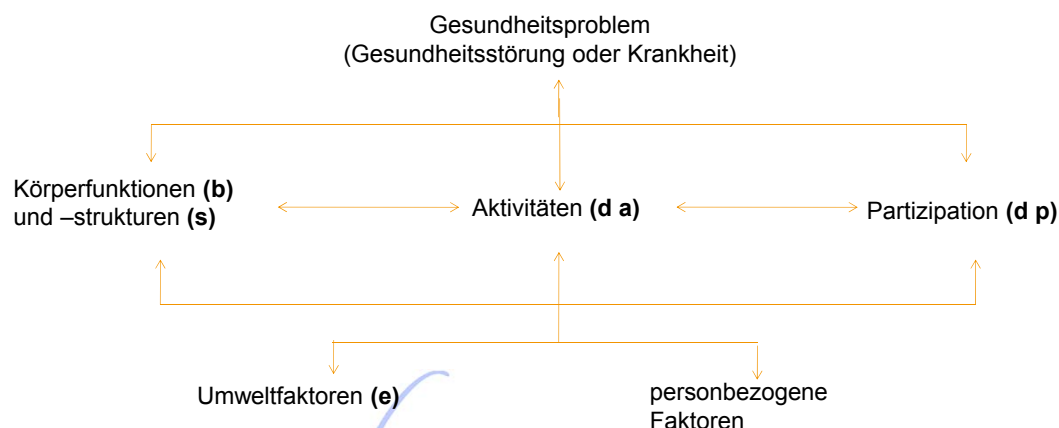 Gesundheitsproblem
(Gesundheitsstörung oder Krankheit)
Körperfunktionen (b)
und –strukturen (s)
Aktivitäten (d a)
Partizipation (d p)
Umweltfaktoren (e)
personbezogene
Faktoren